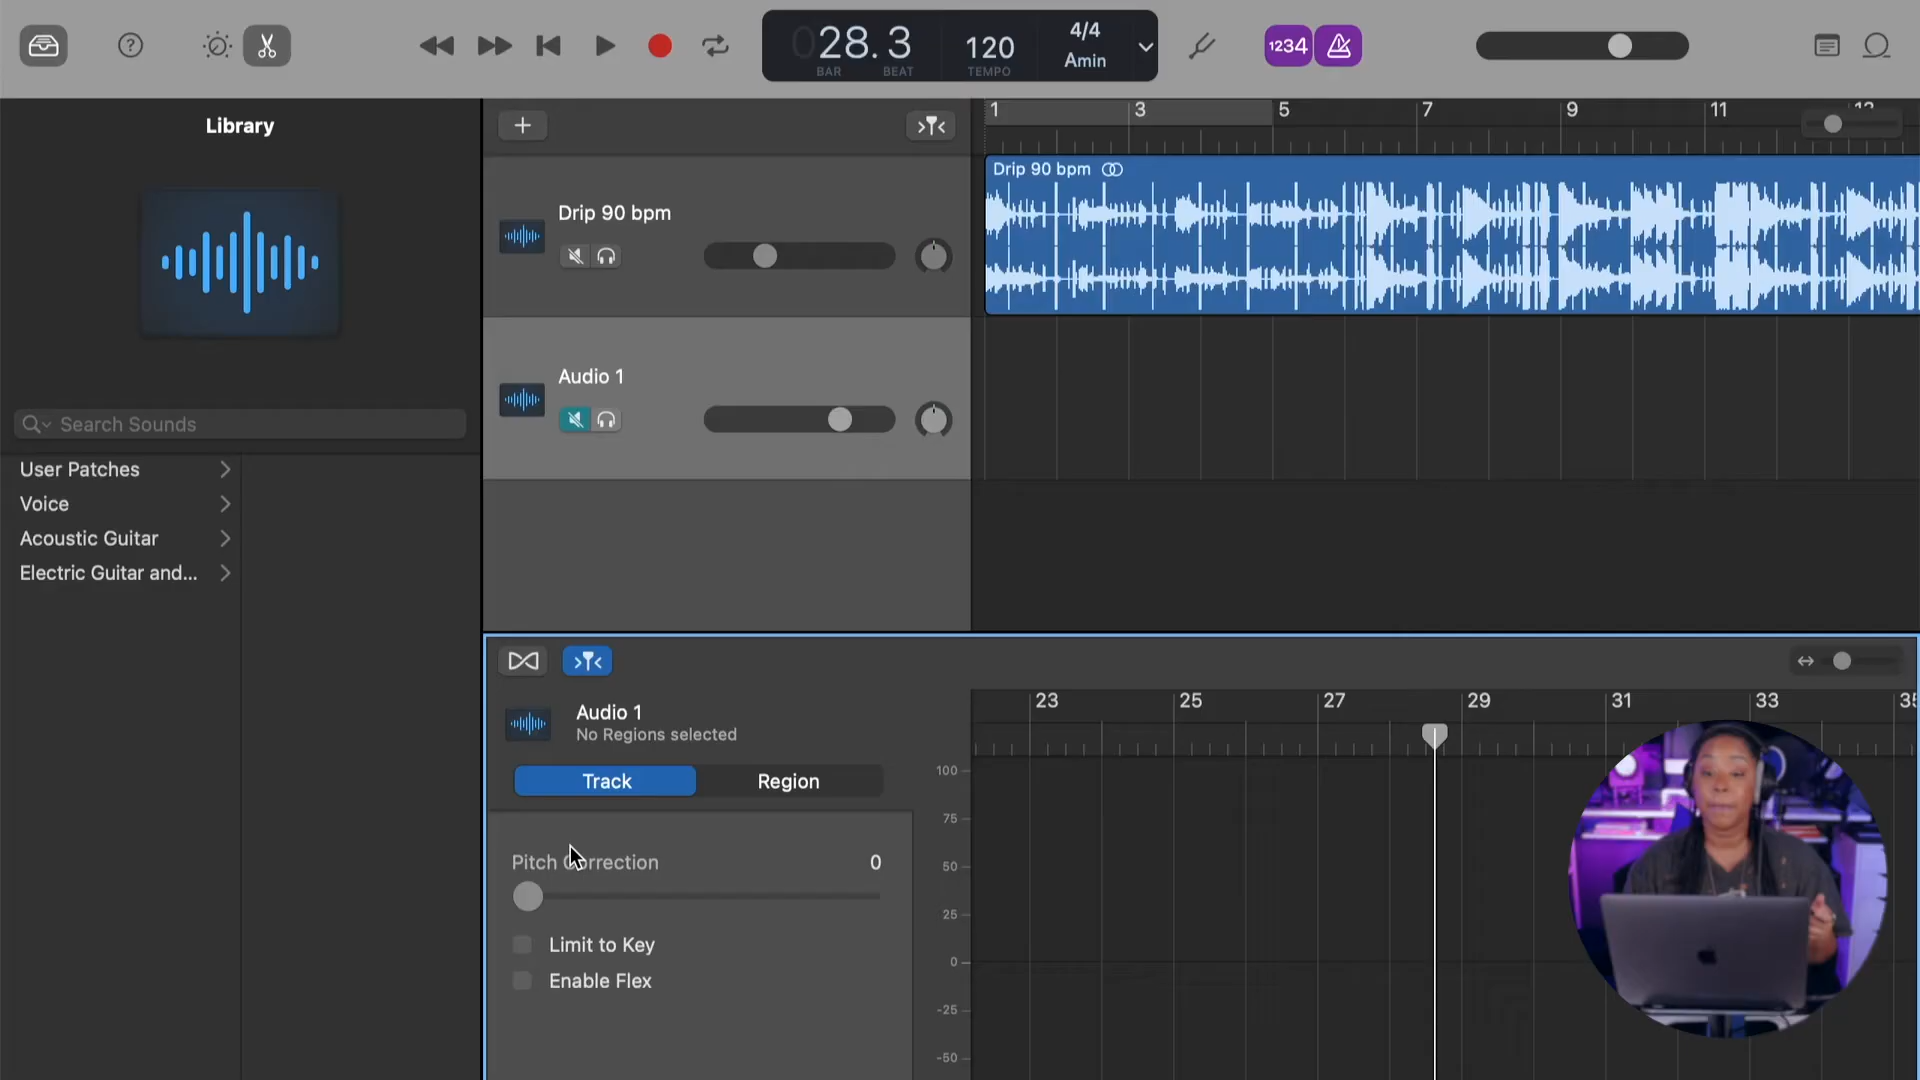 028.3
BAR
BEAT
120
TEMPO
4/4
Amin
1234
Library
Search Sounds
User Patches
Voice
Acoustic Guitar
Electric Guitar and...
1
3
5
7
9
11
Drip 90 bpm
Drip 90 bpm
Audio 1
23
25
27
29
31
33
Audio 1
No Regions selected
Track
Region
Pitch Correction
0
Limit to Key
Enable Flex
100
75
50
25
0
-25
-50